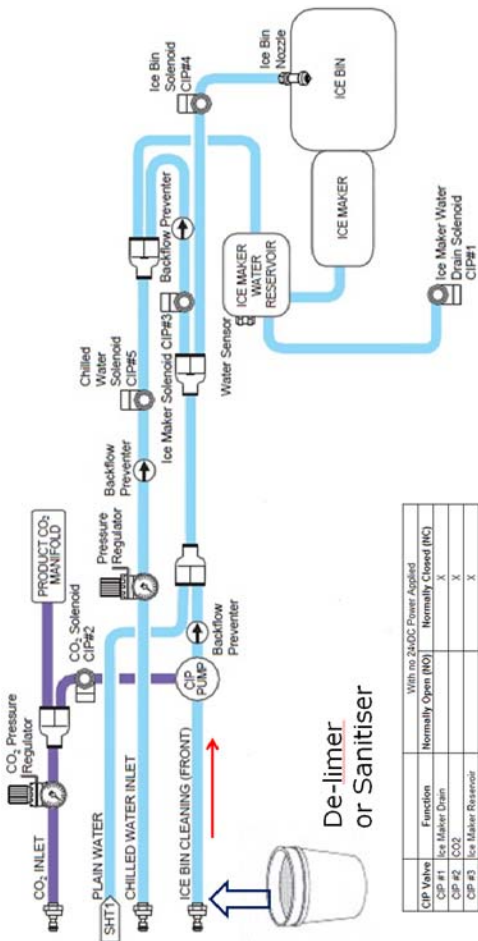 CO₂ INLET
CO₂ Pressure
Regulator
PRODUCT CO₂
MANIFOLD
CO₂ Solenoid
CIP#2
PLAIN WATER
SHT1
CHILLED WATER INLET
Pressure
Regulator
Backflow
Preventer
Chilled
Water
Solenoid
CIP#5
ICE BIN CLEANING (FRONT)
CIP
PUMP
Backflow
Preventer
Ice Maker Solenoid CIP#3
Backflow Preventer
Ice Bin
Solenoid
CIP#4
Ice Bin
Nozzle
ICE BIN
ICE MAKER
Water Sensor
ICE MAKER
WATER
RESERVOIR
Ice Maker Water
Drain Solenoid
CIP#1
De-limer
or Sanitiser
With no 24vDC Power Applied
CIP Valve Function Normally Open (NO) Normally Closed (NC)
CIP #1 Ice Maker Drain X
CIP #2 CO2 X
CIP #3 Ice Maker Reservoir X